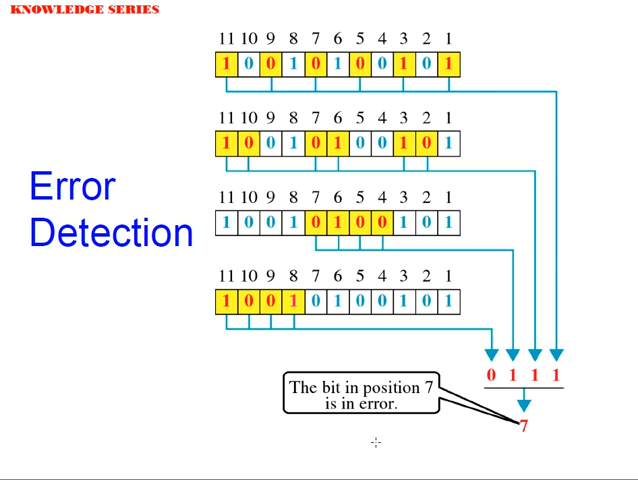 KNOWLEDGE SERIES
11 10 9 8 7 6 5 4 3 2 1
1 0 0 1 0 1 0 0 1 0 1
11 10 9 8 7 6 5 4 3 2 1
1 0 0 1 0 1 0 0 1 0 1
Error
Detection
11 10 9 8 7 6 5 4 3 2 1
1 0 0 1 0 1 0 0 1 0 1
11 10 9 8 7 6 5 4 3 2 1
1 0 0 1 0 1 0 0 1 0 1
0 1 1 1
The bit in position 7
is in error.
7